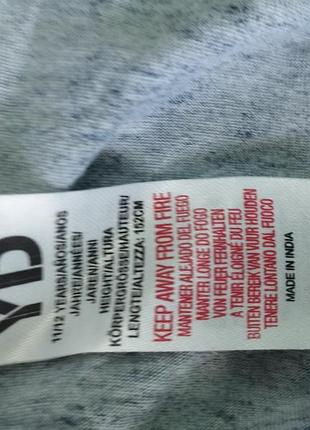 YD
11/12 YEARS/AÑOS/ANOS
JAHRE/ANNÉES/
JAREN/ANNI
HEIGHT/ALTURA
KÖRPERGRÖSSE/HAUTEUR/
LENGTE/ALTEZZA: 152CM
KEEP AWAY FROM FIRE
MANTENER ALEJADO DEL FUEGO
MANTER LONGE DO FOGO
VON FEUER FERNHALTEN
A TENIR ÉLOIGNÉ DU FEU
BUITEN BEREIK VAN VUUR HOUDEN
TENERE LONTANO DAL FUOCO
MADE IN INDIA